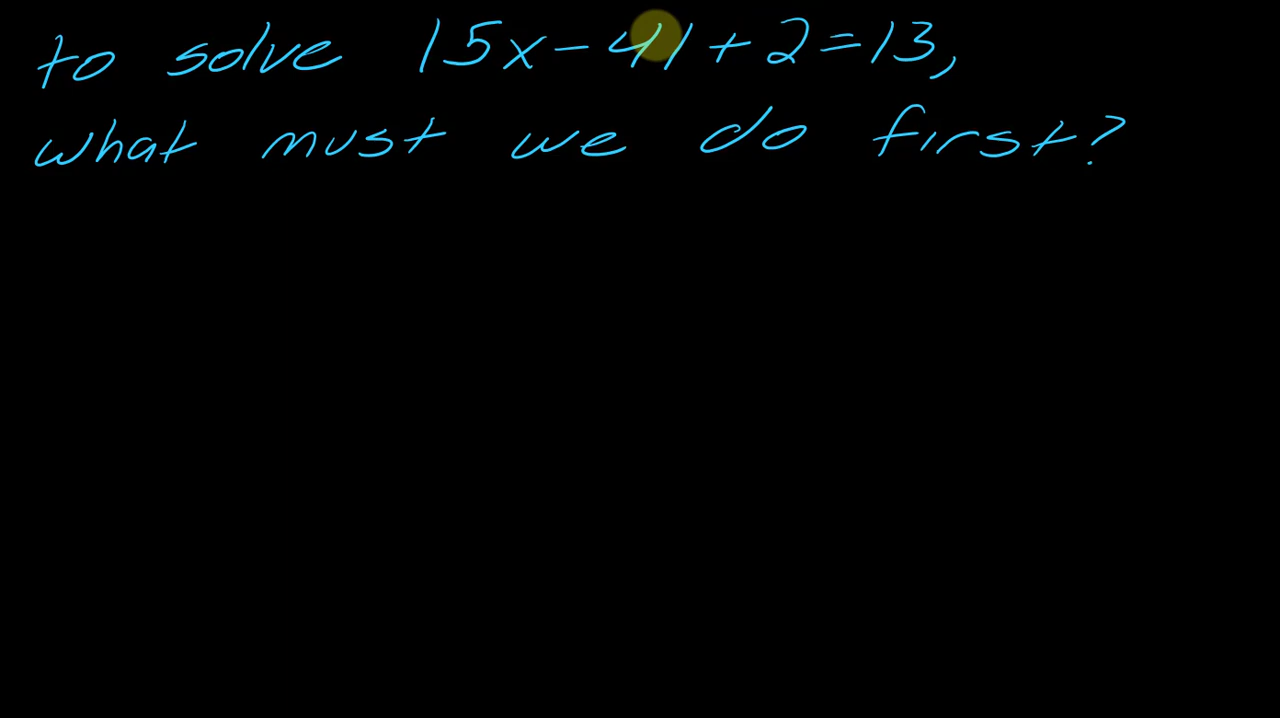 to solve |5x-4|+2=13,
what must we do first?